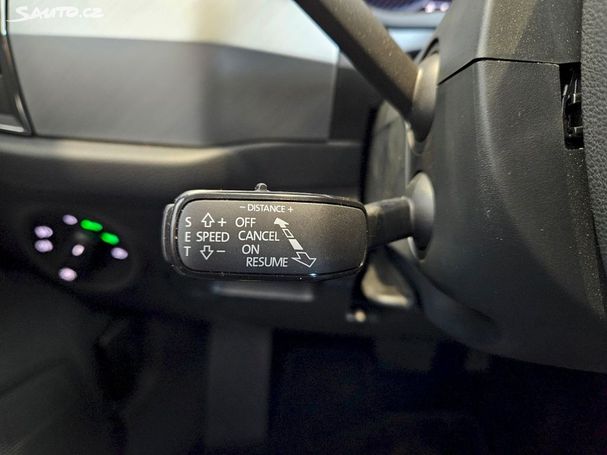 Sauto.cz
− DISTANCE +
S + OFF
E SPEED CANCEL
T − ON
RESUME